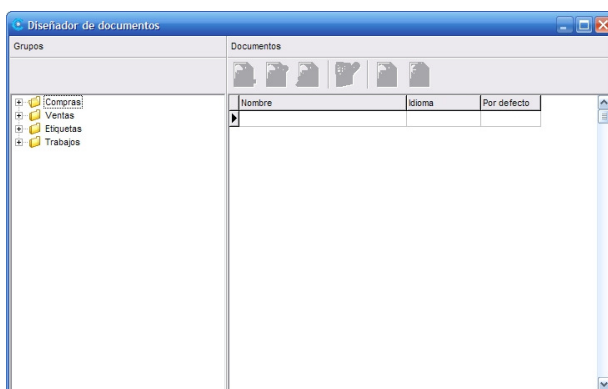 Diseñador de documentos
Grupos
Documentos
Compras
Ventas
Etiquetas
Trabajos
Nombre
Idioma
Por defecto